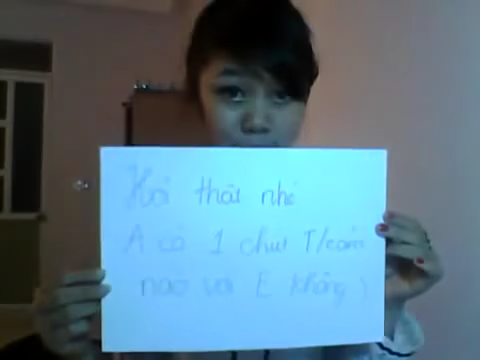 Hỏi thật nhé
A có 1 chút T/cảm
nào với E không )